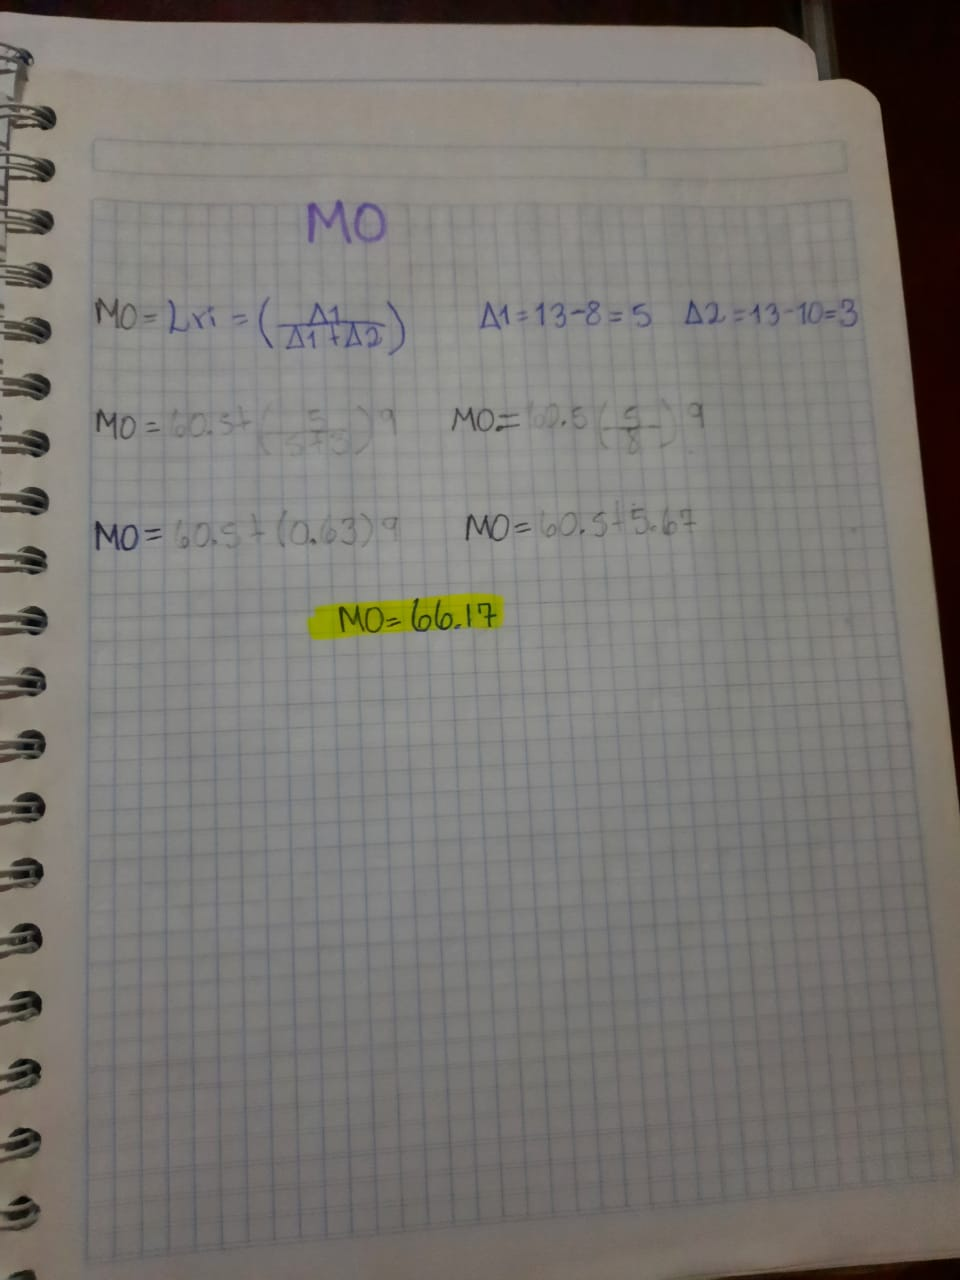 MO
MO = Lri = (Δ1 / Δ1 + Δ2) Δ1 = 13-8 = 5 Δ2 = 13-10=3
MO = 60.5+ (5 / 5+3) 9 MO = 60.5 (5 / 8) 9
MO = 60.5 + (0.63) 9 MO = 60.5+5.67
MO = 66.17